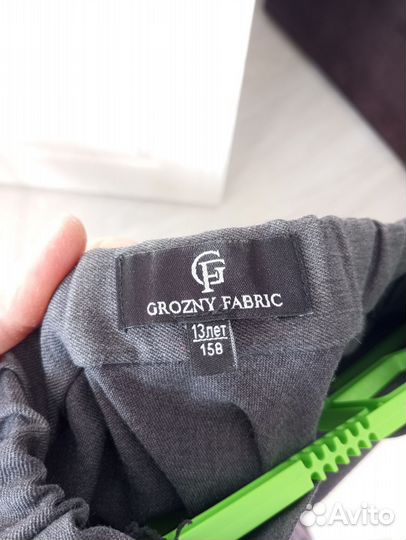 GF
GROZNY FABRIC
13лет
158
Avito